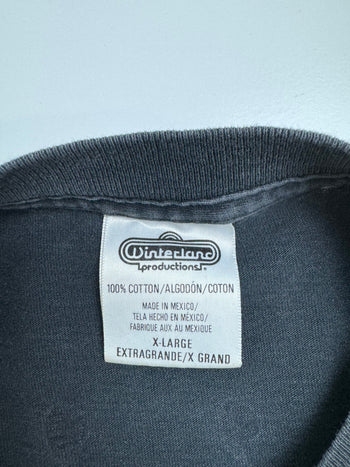 Winterland
productions.
100% COTTON/ALGODÓN/COTON
MADE IN MEXICO/
TELA HECHO EN MEXICO/
FABRIQUE AUX AU MEXIQUE
X-LARGE
EXTRAGRANDE/X GRAND